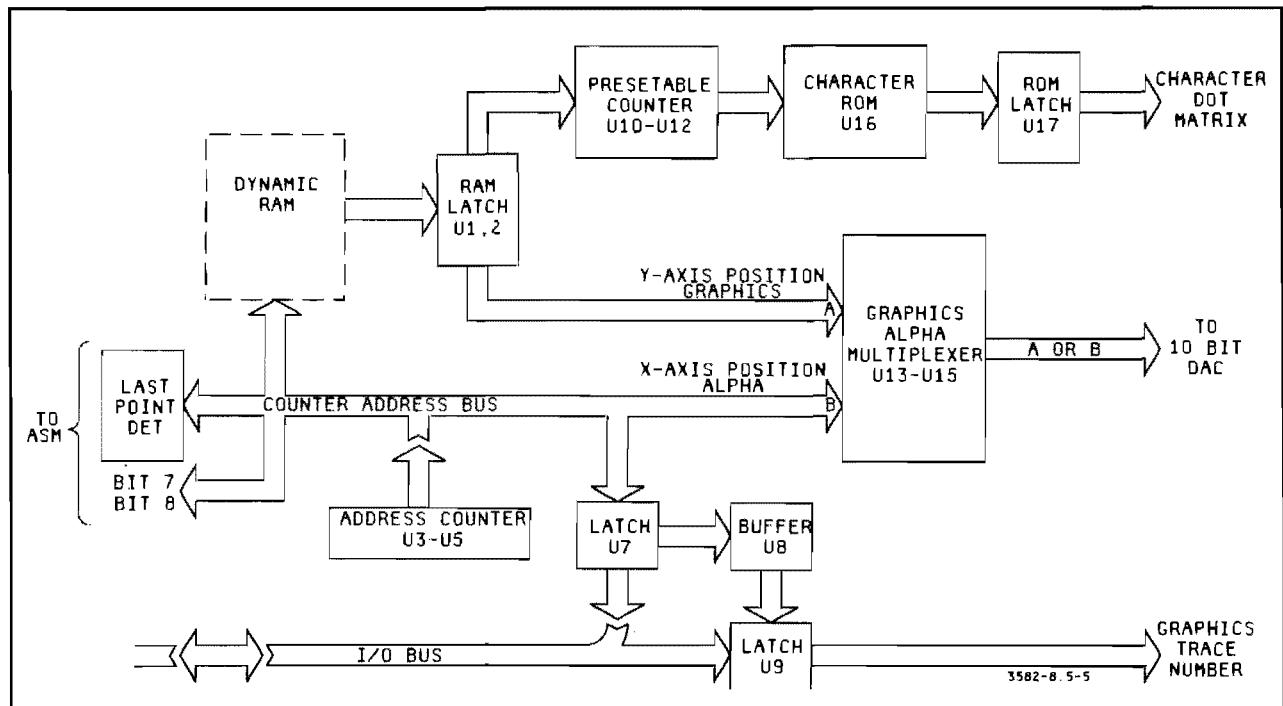 PRESETABLE
COUNTER
U10-U12
CHARACTER
ROM
U16
ROM
LATCH
U17
CHARACTER
DOT
MATRIX
DYNAMIC
RAM
RAM
LATCH
U1,2
Y-AXIS POSITION
GRAPHICS
A
GRAPHICS
ALPHA
MULTIPLEXER
U13-U15
A OR B
TO
10 BIT
DAC
X-AXIS POSITION
ALPHA
B
TO
ASM
LAST
POINT
DET
COUNTER ADDRESS BUS
BIT 7
BIT 8
ADDRESS COUNTER
U3-U5
LATCH
U7
BUFFER
U8
I/O BUS
LATCH
U9
GRAPHICS
TRACE
NUMBER
3582-8.5-5